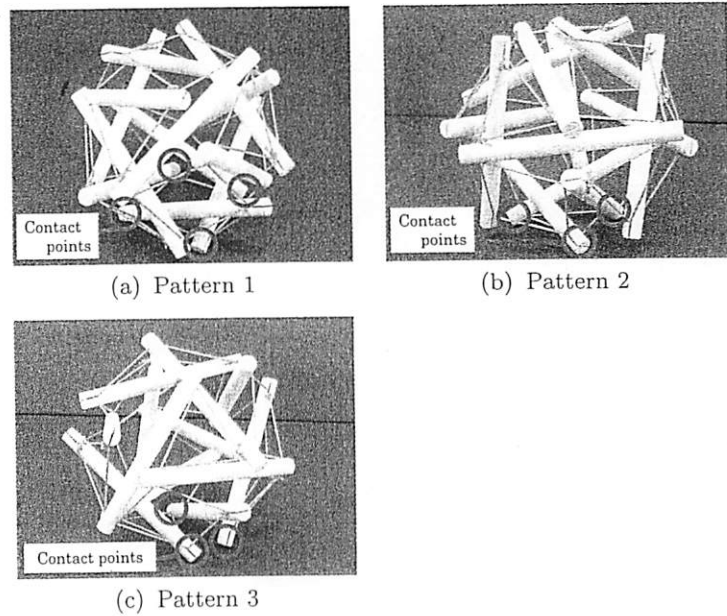 Contact
points
(a) Pattern 1
Contact
points
(b) Pattern 2
Contact points
(c) Pattern 3